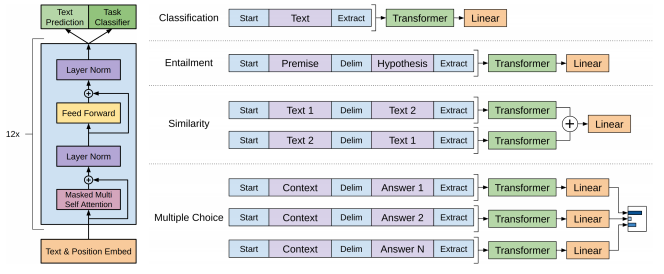 Text Prediction
Task Classifier
Layer Norm
Feed Forward
12x
Layer Norm
Masked Multi Self Attention
Text & Position Embed
Classification
Start Text Extract Transformer Linear
Entailment
Start Premise Delim Hypothesis Extract Transformer Linear
Similarity
Start Text 1 Delim Text 2 Extract Transformer
Linear
Start Text 2 Delim Text 1 Extract Transformer
Multiple Choice
Start Context Delim Answer 1 Extract Transformer Linear
Start Context Delim Answer 2 Extract Transformer Linear
Start Context Delim Answer N Extract Transformer Linear